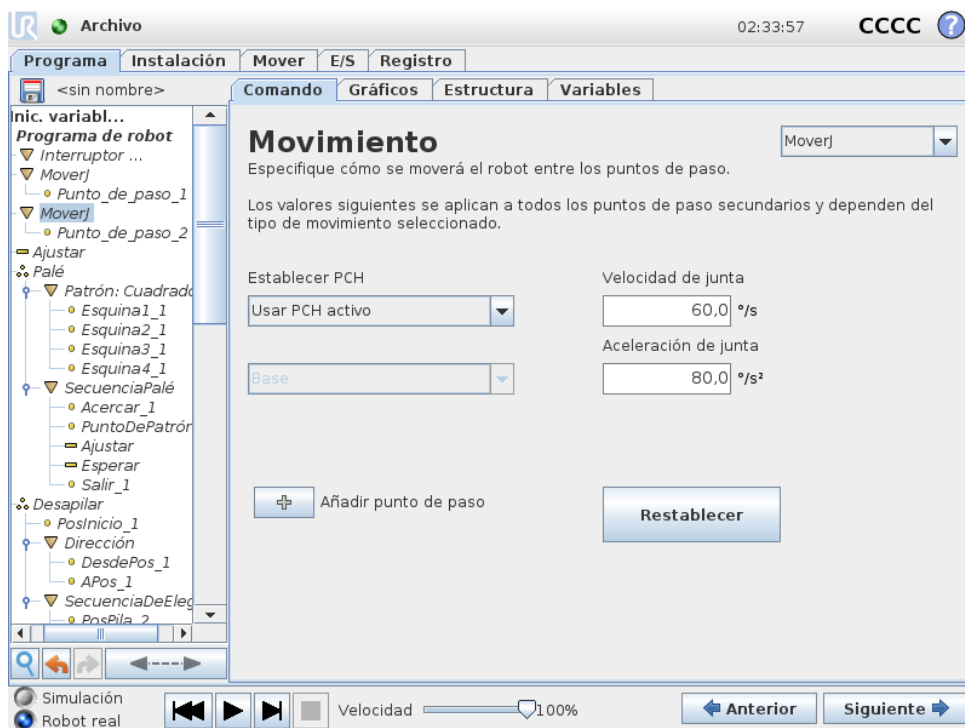 UR Archivo 02:33:57 CCCC ?
Programa Instalación Mover E/S Registro
<sin nombre>
Comando Gráficos Estructura Variables
Inic. variabl...
Programa de robot
Interruptor ...
MoverJ
Punto_de_paso_1
MoverJ
Punto_de_paso_2
Ajustar
Palé
Patrón: Cuadrado
Esquina1_1
Esquina2_1
Esquina3_1
Esquina4_1
SecuenciaPalé
Acercar_1
PuntoDePatrón
Ajustar
Esperar
Salir_1
Desapilar
PosInicio_1
Dirección
DesdePos_1
APos_1
SecuenciaDeEleg
PosPila_2
Movimiento
MoverJ
Especifique cómo se moverá el robot entre los puntos de paso.
Los valores siguientes se aplican a todos los puntos de paso secundarios y dependen del
tipo de movimiento seleccionado.
Establecer PCH
Usar PCH activo
Base
Velocidad de junta
60,0 °/s
Aceleración de junta
80,0 °/s²
Añadir punto de paso
Restablecer
Simulación
Robot real
Velocidad 100%
Anterior
Siguiente